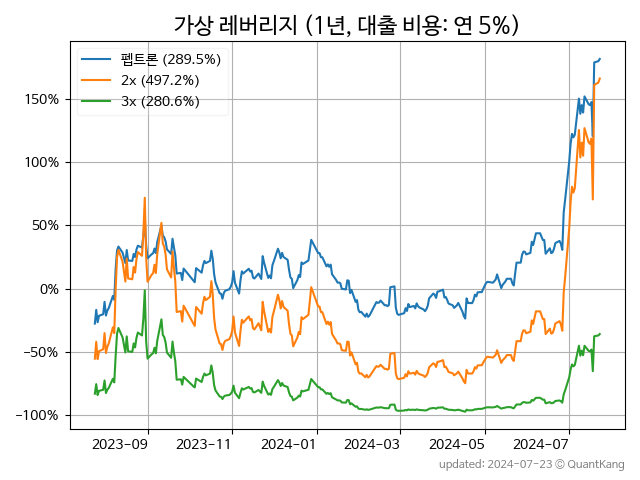 가상 레버리지 (1년, 대출 비용: 연 5%)
펩트론 (289.5%)
2x (497.2%)
3x (280.6%)
150%
100%
50%
0%
−50%
−100%
2023-09 2023-11 2024-01 2024-03 2024-05 2024-07
updated: 2024-07-23 © QuantKang